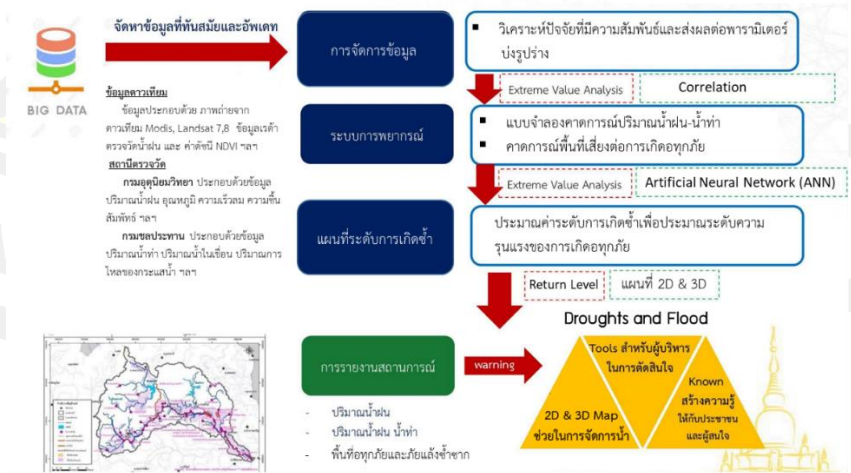 จัดหาข้อมูลที่ทันสมัยและอัพเดท
BIG DATA
ข้อมูลดาวเทียม
ข้อมูลประกอบด้วย ภาพถ่ายจาก
ดาวเทียม Modis, Landsat 7,8 ข้อมูลเรด้า
ตรวจวัดน้ำฝน และ ค่าดัชนี NDVI ฯลฯ
สถานีตรวจวัด
กรมอุตุนิยมวิทยา ประกอบด้วยข้อมูล
ปริมาณน้ำฝน อุณหภูมิ ความเร็วลม ความชื้น
สัมพัทธ์ ฯลฯ
กรมชลประทาน ประกอบด้วยข้อมูล
ปริมาณน้ำท่า ปริมาณน้ำในเขื่อน ปริมาณการ
ไหลของกระแสน้ำ ฯลฯ
การจัดการข้อมูล
▪ วิเคราะห์ปัจจัยที่มีความสัมพันธ์และส่งผลต่อพารามิเตอร์
บ่งรูปร่าง
Extreme Value Analysis
Correlation
ระบบการพยากรณ์
▪ แบบจำลองคาดการณ์ปริมาณน้ำฝน-น้ำท่า
▪ คาดการณ์พื้นที่เสี่ยงต่อการเกิดอุทกภัย
Extreme Value Analysis
Artificial Neural Network (ANN)
แผนที่ระดับการเกิดซ้ำ
ประมาณค่าระดับการเกิดซ้ำเพื่อประมาณระดับความ
รุนแรงของการเกิดอุทกภัย
Return Level
แผนที่ 2D & 3D
การรายงานสถานการณ์
warning
- ปริมาณน้ำฝน
- ปริมาณน้ำฝน น้ำท่า
- พื้นที่อุทกภัยและภัยแล้งซ้ำซาก
Droughts and Flood
Tools สำหรับผู้บริหาร
ในการตัดสินใจ
2D & 3D Map
ช่วยในการจัดการน้ำ
Known
สร้างความรู้
ให้กับประชาชน
และผู้สนใจ